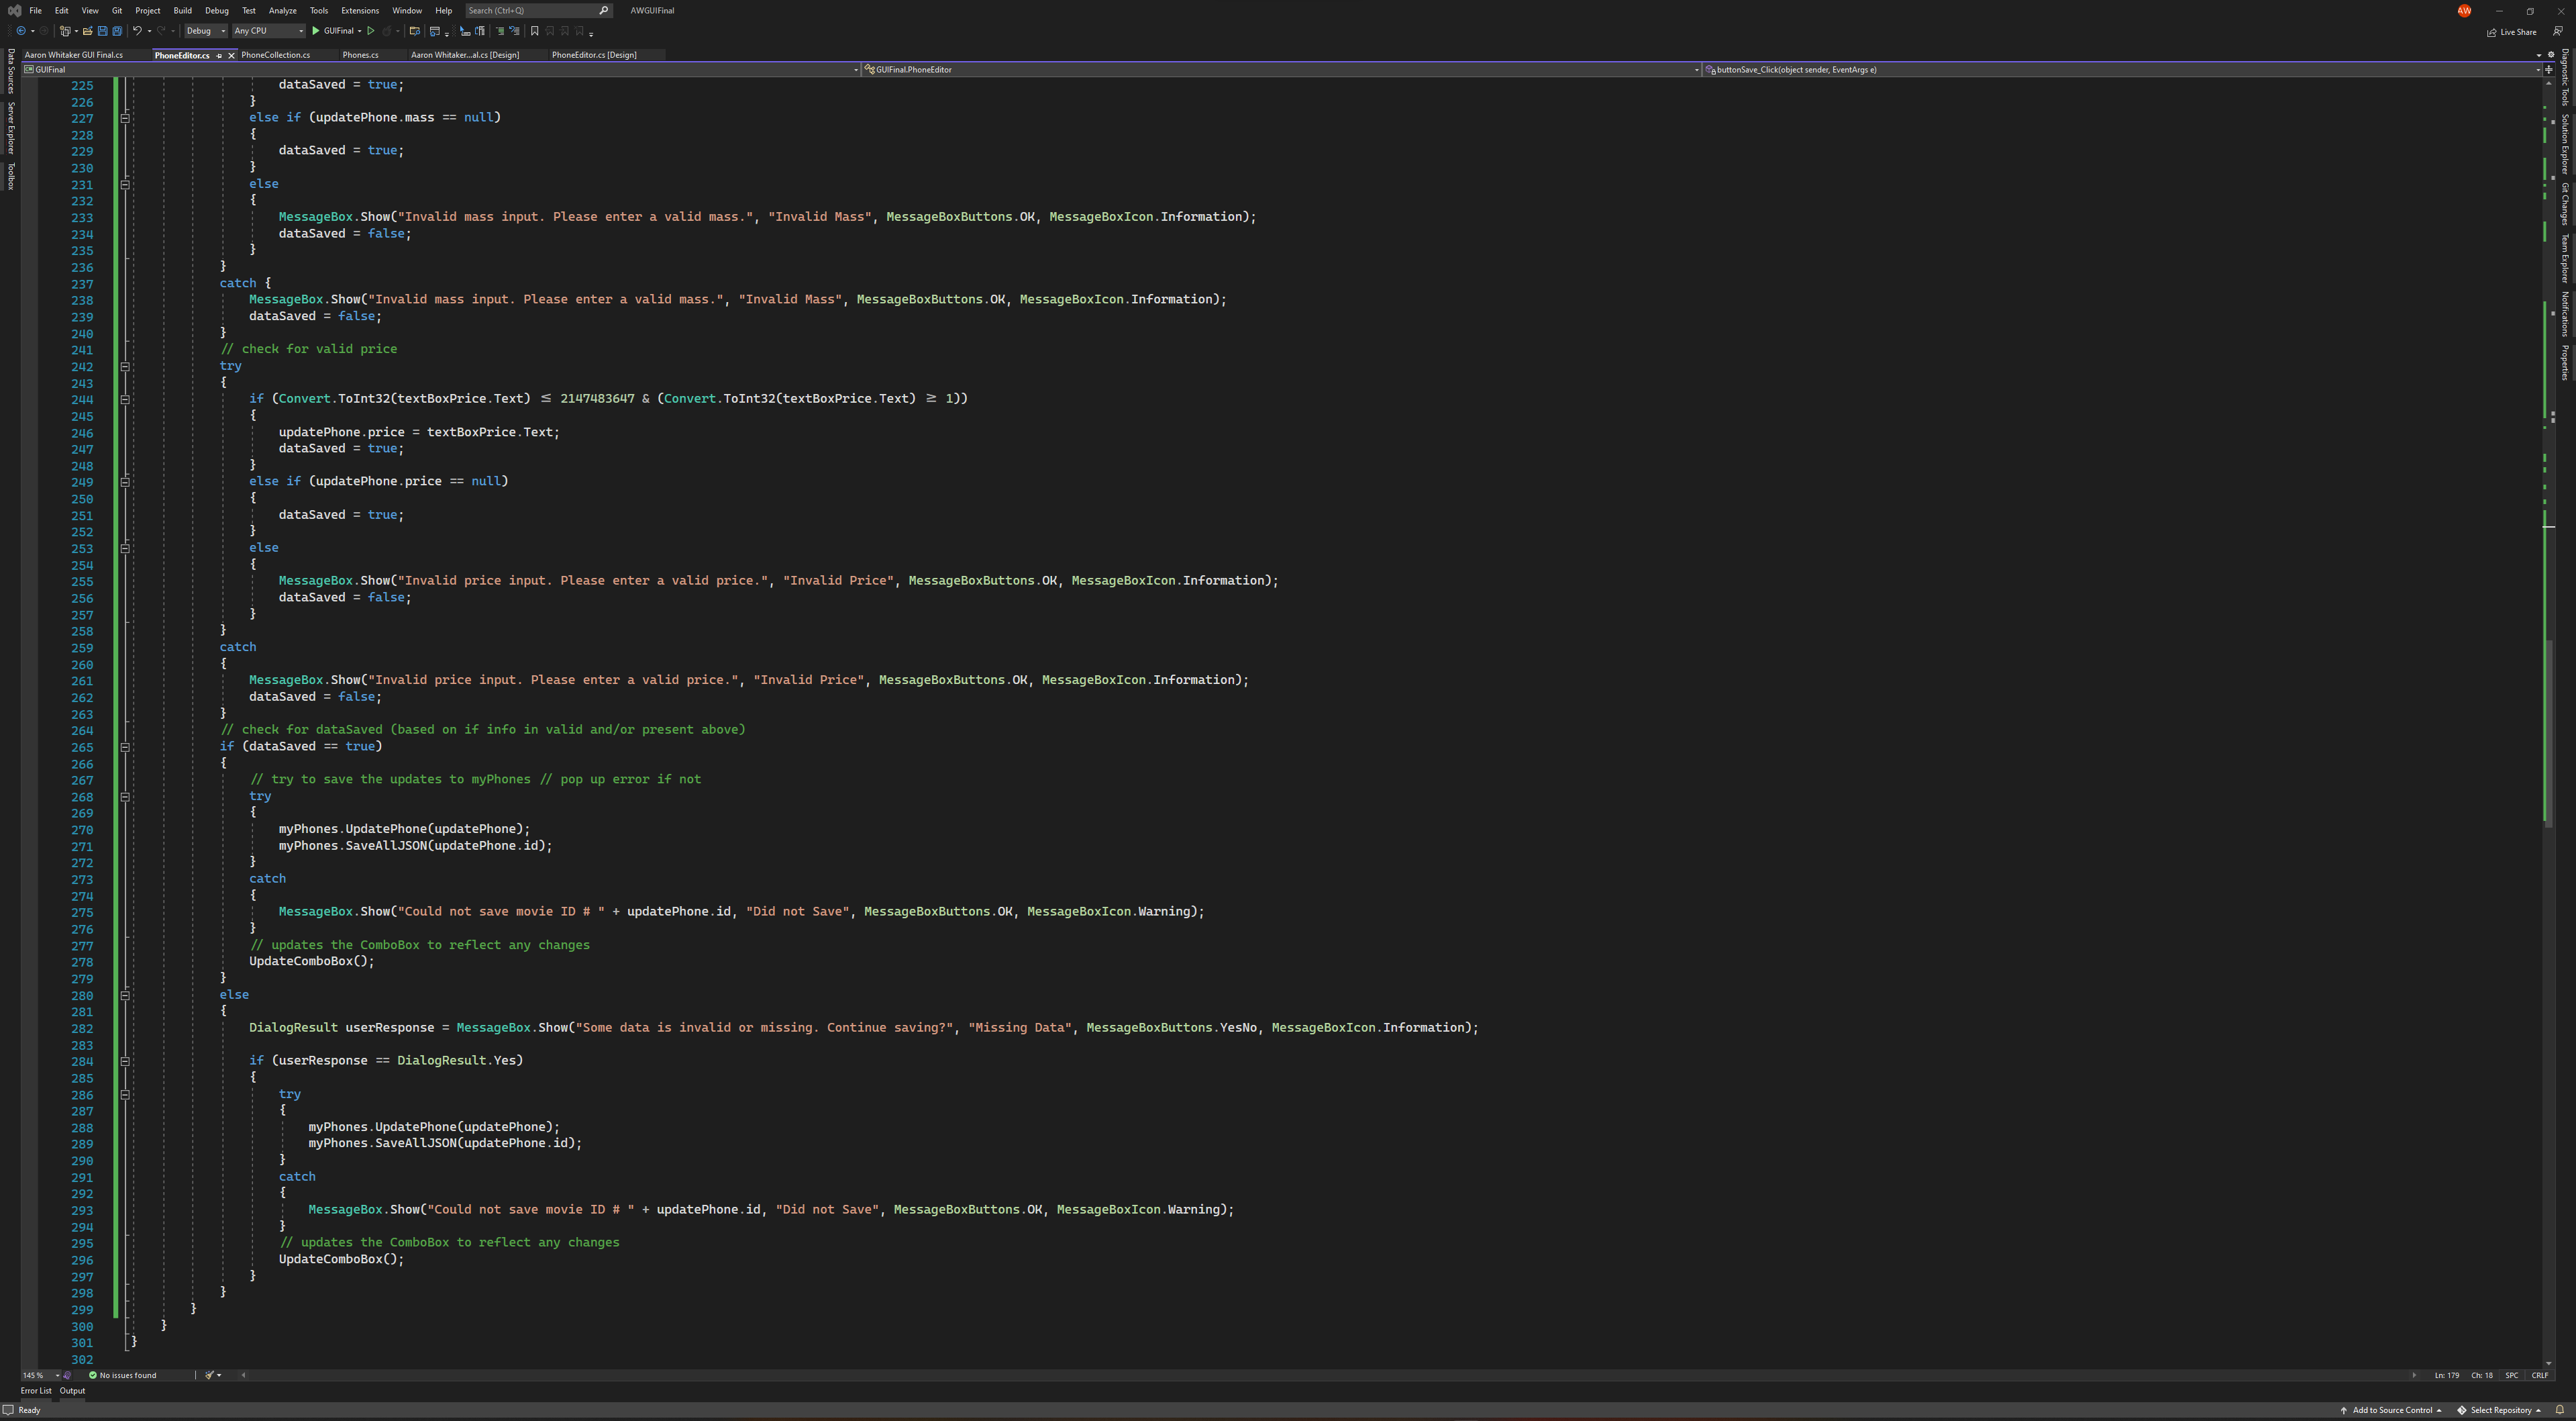 File Edit View Git Project Build Debug Test Analyze Tools Extensions Window Help Search (Ctrl+Q) AWGUIFinal AW
Debug Any CPU GUIFinal Live Share
Aaron Whitaker GUI Final.cs PhoneEditor.cs PhoneCollection.cs Phones.cs Aaron Whitaker...al.cs [Design] PhoneEditor.cs [Design]
GUIFinal GUIFinal.PhoneEditor buttonSave_Click(object sender, EventArgs e)
Data Sources
Server Explorer
Toolbox
225 dataSaved = true;
226 }
227 else if (updatePhone.mass == null)
228 {
229 dataSaved = true;
230 }
231 else
232 {
233 MessageBox.Show("Invalid mass input. Please enter a valid mass.", "Invalid Mass", MessageBoxButtons.OK, MessageBoxIcon.Information);
234 dataSaved = false;
235 }
236 }
237 catch {
238 MessageBox.Show("Invalid mass input. Please enter a valid mass.", "Invalid Mass", MessageBoxButtons.OK, MessageBoxIcon.Information);
239 dataSaved = false;
240 }
241 // check for valid price
242 try
243 {
244 if (Convert.ToInt32(textBoxPrice.Text) ≤ 2147483647 & (Convert.ToInt32(textBoxPrice.Text) ≥ 1))
245 {
246 updatePhone.price = textBoxPrice.Text;
247 dataSaved = true;
248 }
249 else if (updatePhone.price == null)
250 {
251 dataSaved = true;
252 }
253 else
254 {
255 MessageBox.Show("Invalid price input. Please enter a valid price.", "Invalid Price", MessageBoxButtons.OK, MessageBoxIcon.Information);
256 dataSaved = false;
257 }
258 }
259 catch
260 {
261 MessageBox.Show("Invalid price input. Please enter a valid price.", "Invalid Price", MessageBoxButtons.OK, MessageBoxIcon.Information);
262 dataSaved = false;
263 }
264 // check for dataSaved (based on if info in valid and/or present above)
265 if (dataSaved == true)
266 {
267 // try to save the updates to myPhones // pop up error if not
268 try
269 {
270 myPhones.UpdatePhone(updatePhone);
271 myPhones.SaveAllJSON(updatePhone.id);
272 }
273 catch
274 {
275 MessageBox.Show("Could not save movie ID # " + updatePhone.id, "Did not Save", MessageBoxButtons.OK, MessageBoxIcon.Warning);
276 }
277 // updates the ComboBox to reflect any changes
278 UpdateComboBox();
279 }
280 else
281 {
282 DialogResult userResponse = MessageBox.Show("Some data is invalid or missing. Continue saving?", "Missing Data", MessageBoxButtons.YesNo, MessageBoxIcon.Information);
283
284 if (userResponse == DialogResult.Yes)
285 {
286 try
287 {
288 myPhones.UpdatePhone(updatePhone);
289 myPhones.SaveAllJSON(updatePhone.id);
290 }
291 catch
292 {
293 MessageBox.Show("Could not save movie ID # " + updatePhone.id, "Did not Save", MessageBoxButtons.OK, MessageBoxIcon.Warning);
294 }
295 // updates the ComboBox to reflect any changes
296 UpdateComboBox();
297 }
298 }
299 }
300 }
301 }
302
Diagnostic Tools
Solution Explorer
Git Changes
Team Explorer
Notifications
Properties
145 % No issues found Ln: 179 Ch: 18 SPC CRLF
Error List Output
Ready Add to Source Control Select Repository